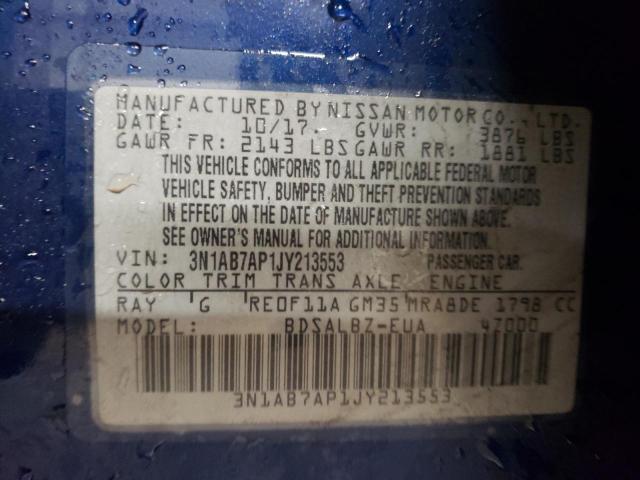 MANUFACTURED BY NISSAN MOTOR CO., LTD.
DATE: 10/17 GVWR: 3876 LBS
GAWR FR: 2143 LBS GAWR RR: 1881 LBS
THIS VEHICLE CONFORMS TO ALL APPLICABLE FEDERAL MOTOR
VEHICLE SAFETY, BUMPER AND THEFT PREVENTION STANDARDS
IN EFFECT ON THE DATE OF MANUFACTURE SHOWN ABOVE.
SEE OWNER'S MANUAL FOR ADDITIONAL INFORMATION.
VIN: 3N1AB7AP1JY213553 PASSENGER CAR.
COLOR TRIM TRANS AXLE ENGINE
RAY G RE0F11A GM35 MRA8DE 1798 CC
MODEL: BDSALBZ-EUA 4Z000
3N1AB7AP1JY213553